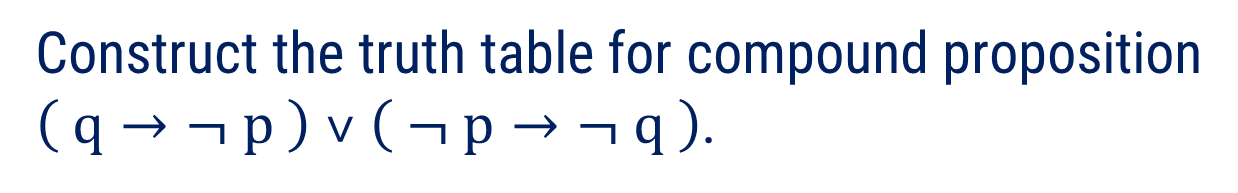 Construct the truth table for compound proposition
( q → ¬ p ) ∨ ( ¬ p → ¬ q ).